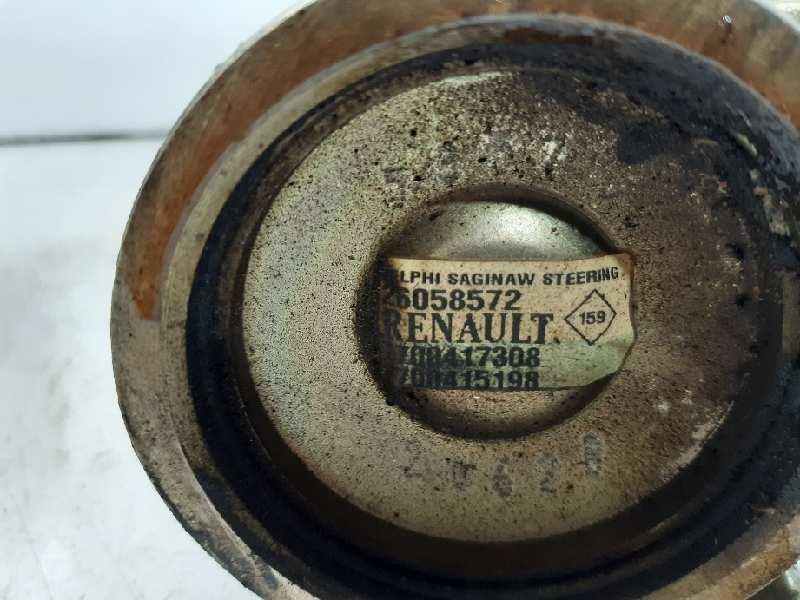 DELPHI SAGINAW STEERING
26058572
RENAULT
159
7700417308
7700415198